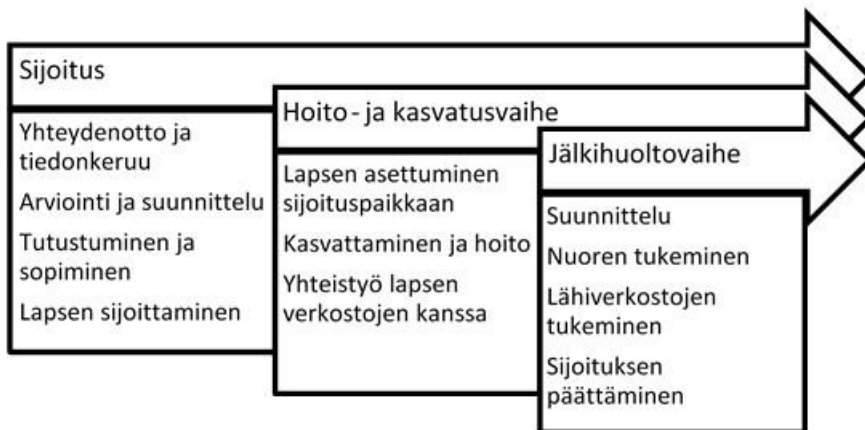 Sijoitus
Yhteydenotto ja
tiedonkeruu
Arviointi ja suunnittelu
Tutustuminen ja
sopiminen
Lapsen sijoittaminen
Hoito - ja kasvatusvaihe
Lapsen asettuminen
sijoituspaikkaan
Kasvattaminen ja hoito
Yhteistyö lapsen
verkostojen kanssa
Jälkihuoltovaihe
Suunnittelu
Nuoren tukeminen
Lähiverkostojen
tukeminen
Sijoituksen
päättäminen